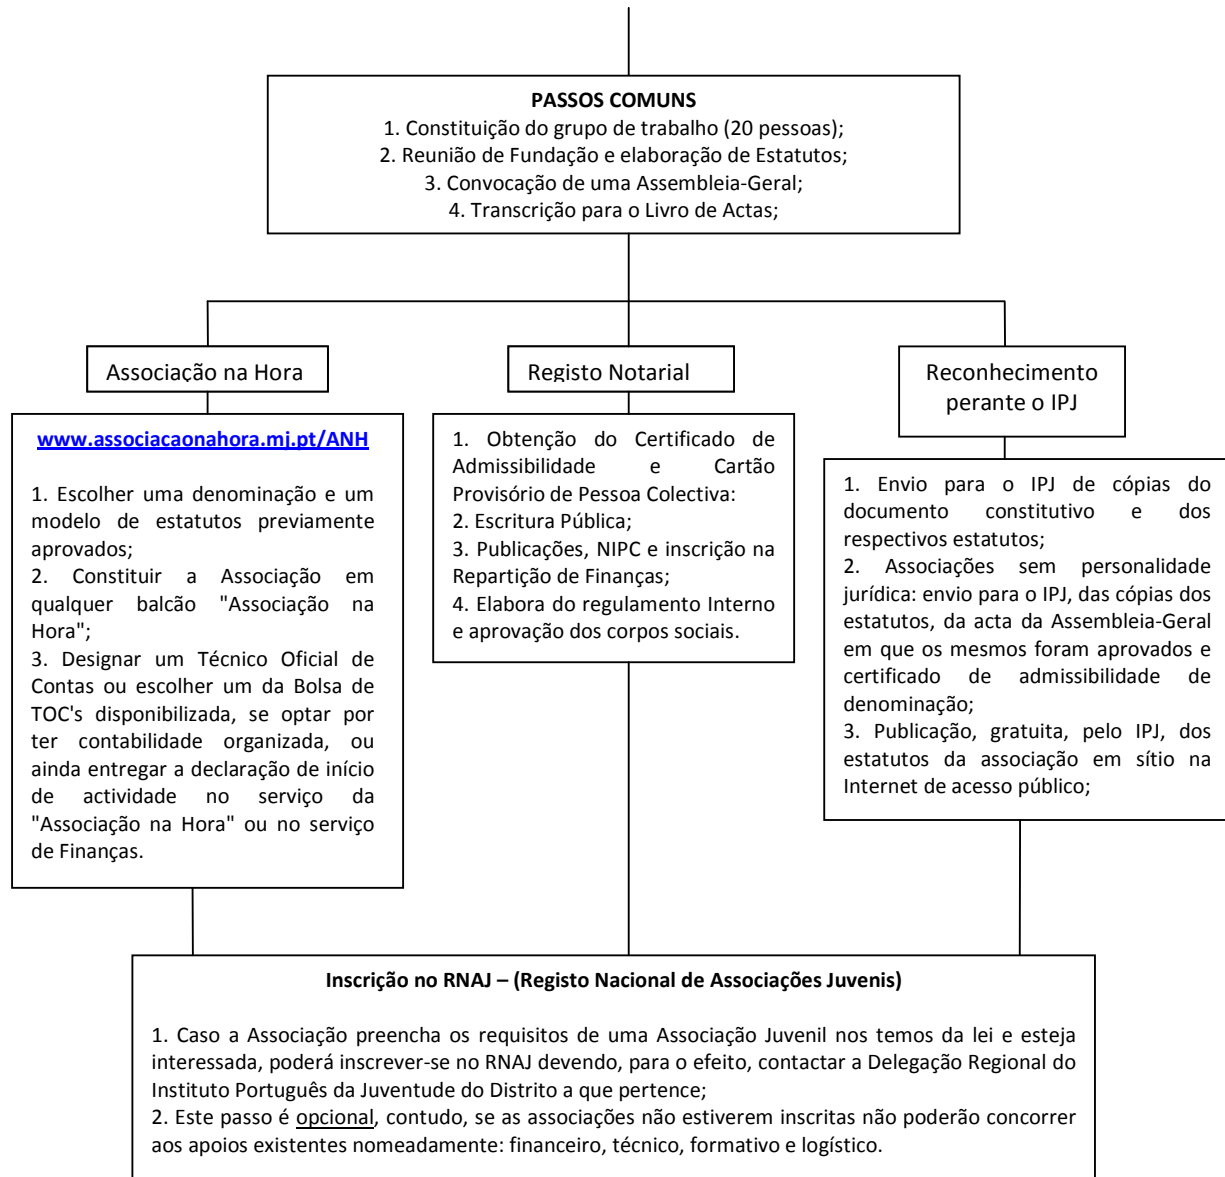 PASSOS COMUNS
1. Constituição do grupo de trabalho (20 pessoas);
2. Reunião de Fundação e elaboração de Estatutos;
3. Convocação de uma Assembleia-Geral;
4. Transcrição para o Livro de Actas;
Associação na Hora
www.associacaonahora.mj.pt/ANH
1. Escolher uma denominação e um
modelo de estatutos previamente
aprovados;
2. Constituir a Associação em
qualquer balcão "Associação na
Hora";
3. Designar um Técnico Oficial de
Contas ou escolher um da Bolsa de
TOC's disponibilizada, se optar por
ter contabilidade organizada, ou
ainda entregar a declaração de início
de actividade no serviço da
"Associação na Hora" ou no serviço
de Finanças.
Registo Notarial
1. Obtenção do Certificado de
Admissibilidade e Cartão
Provisório de Pessoa Colectiva:
2. Escritura Pública;
3. Publicações, NIPC e inscrição na
Repartição de Finanças;
4. Elabora do regulamento Interno
e aprovação dos corpos sociais.
Reconhecimento
perante o IPJ
1. Envio para o IPJ de cópias do
documento constitutivo e dos
respectivos estatutos;
2. Associações sem personalidade
jurídica: envio para o IPJ, das cópias dos
estatutos, da acta da Assembleia-Geral
em que os mesmos foram aprovados e
certificado de admissibilidade de
denominação;
3. Publicação, gratuita, pelo IPJ, dos
estatutos da associação em sítio na
Internet de acesso público;
Inscrição no RNAJ – (Registo Nacional de Associações Juvenis)
1. Caso a Associação preencha os requisitos de uma Associação Juvenil nos temos da lei e esteja
interessada, poderá inscrever-se no RNAJ devendo, para o efeito, contactar a Delegação Regional do
Instituto Português da Juventude do Distrito a que pertence;
2. Este passo é opcional, contudo, se as associações não estiverem inscritas não poderão concorrer
aos apoios existentes nomeadamente: financeiro, técnico, formativo e logístico.